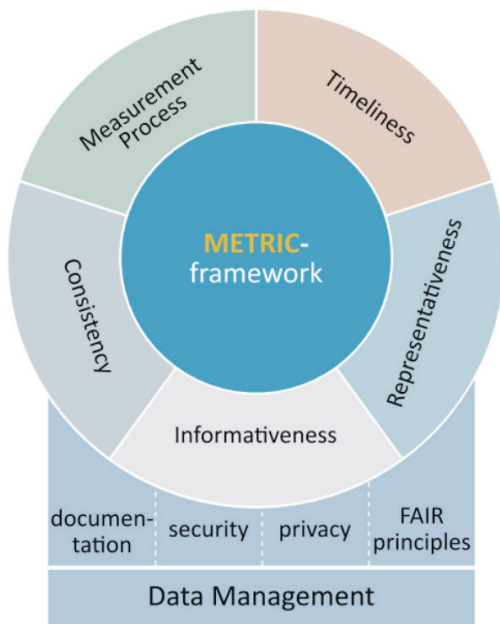 Measurement
Process
Timeliness
METRIC-
framework
Consistency
Representativeness
Informativeness
documen-
tation
security
privacy
FAIR
principles
Data Management